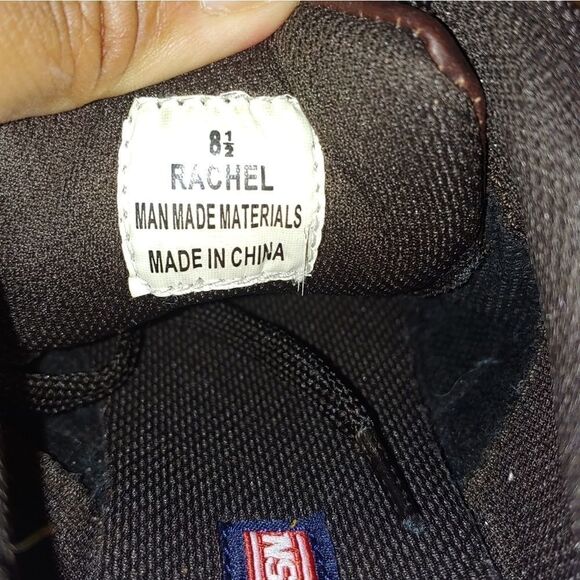 8½
RACHEL
MAN MADE MATERIALS
MADE IN CHINA